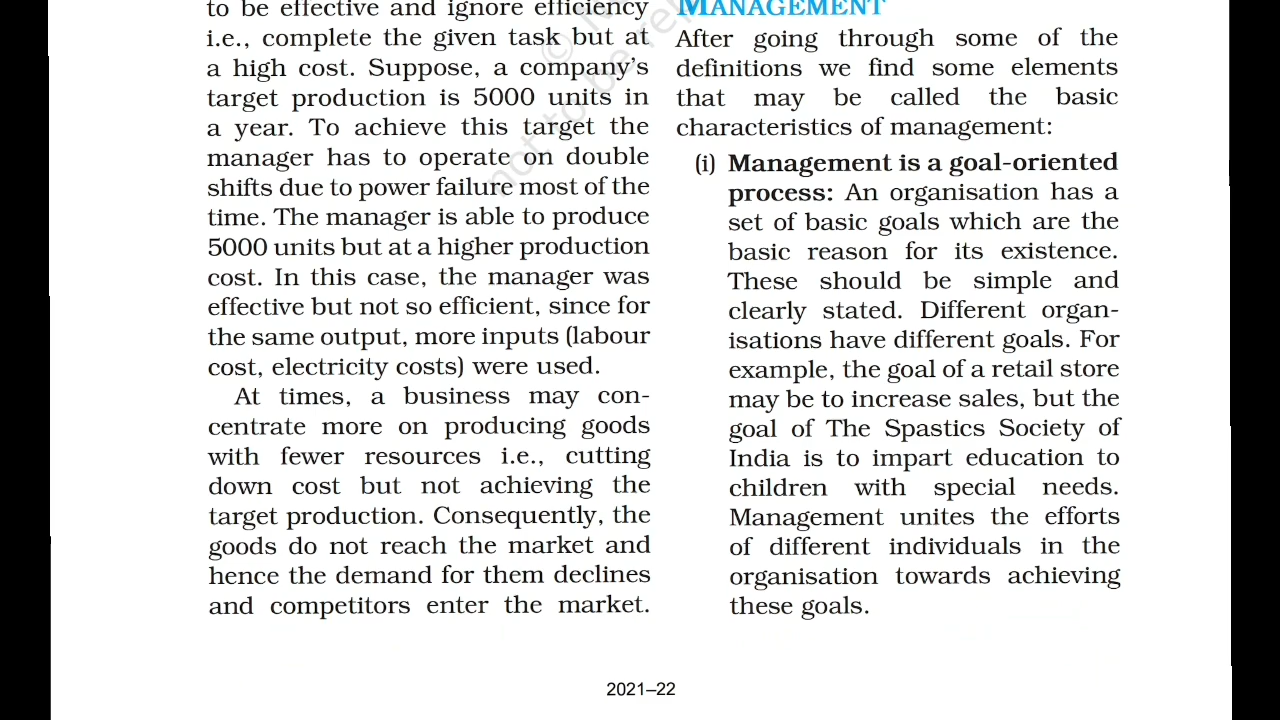 to be effective and ignore efficiency
i.e., complete the given task but at
a high cost. Suppose, a company's
target production is 5000 units in
a year. To achieve this target the
manager has to operate on double
shifts due to power failure most of the
time. The manager is able to produce
5000 units but at a higher production
cost. In this case, the manager was
effective but not so efficient, since for
the same output, more inputs (labour
cost, electricity costs) were used.
At times, a business may con-
centrate more on producing goods
with fewer resources i.e., cutting
down cost but not achieving the
target production. Consequently, the
goods do not reach the market and
hence the demand for them declines
and competitors enter the market.
MANAGEMENT
After going through some of the
definitions we find some elements
that may be called the basic
characteristics of management:
(i) Management is a goal-oriented
process: An organisation has a
set of basic goals which are the
basic reason for its existence.
These should be simple and
clearly stated. Different organ-
isations have different goals. For
example, the goal of a retail store
may be to increase sales, but the
goal of The Spastics Society of
India is to impart education to
children with special needs.
Management unites the efforts
of different individuals in the
organisation towards achieving
these goals.
©
not to be
2021–22